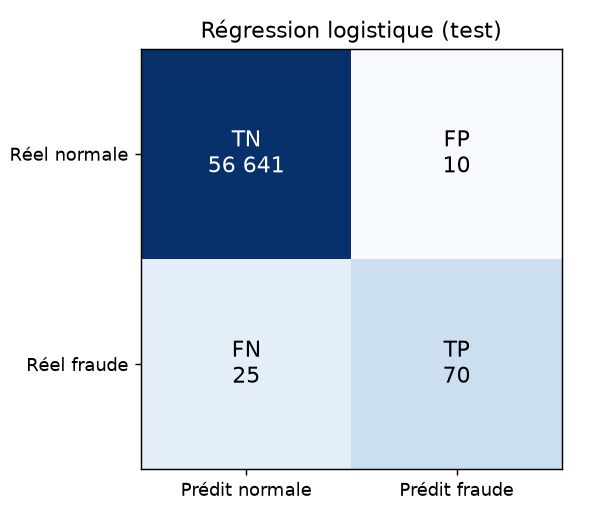 Régression logistique (test)
Réel normale
TN
56 641
FP
10
Réel fraude
FN
25
TP
70
Prédit normale
Prédit fraude